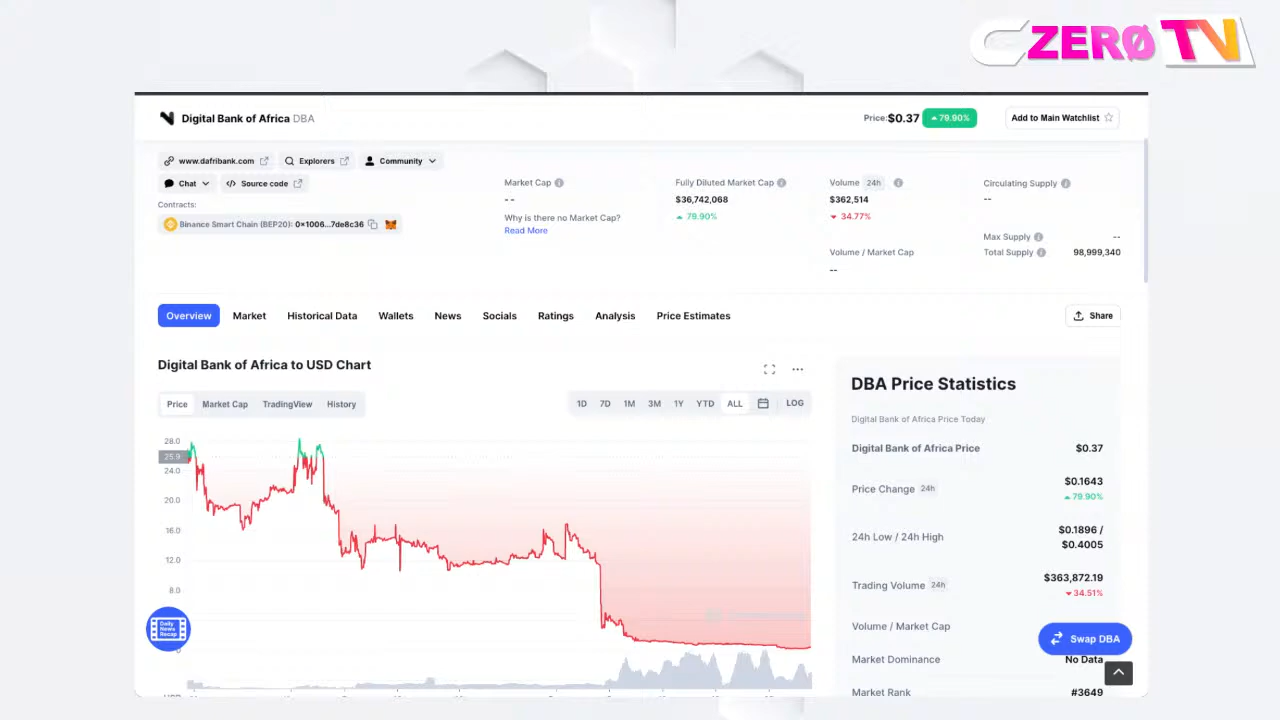 CZERØ TV
Digital Bank of Africa DBA
Price:$0.37 79.90%
Add to Main Watchlist
www.dafribank.com Explorers Community
Chat Source code
Contracts:
Binance Smart Chain (BEP20): 0x1006...7de8c36
Market Cap
--
Why is there no Market Cap?
Read More
Fully Diluted Market Cap
$36,742,068
79.90%
Volume 24h
$362,514
34.77%
Volume / Market Cap
--
Circulating Supply
--
Max Supply --
Total Supply 98,999,340
Overview Market Historical Data Wallets News Socials Ratings Analysis Price Estimates
Share
Digital Bank of Africa to USD Chart
Price Market Cap TradingView History
1D 7D 1M 3M 1Y YTD ALL LOG
28.0
25.9
24.0
20.0
16.0
12.0
8.0
Daily
News
Recap
DBA Price Statistics
Digital Bank of Africa Price Today
Digital Bank of Africa Price $0.37
Price Change 24h $0.1643
79.90%
24h Low / 24h High $0.1896 /
$0.4005
Trading Volume 24h $363,872.19
34.51%
Volume / Market Cap
Swap DBA
Market Dominance No Data
Market Rank #3649